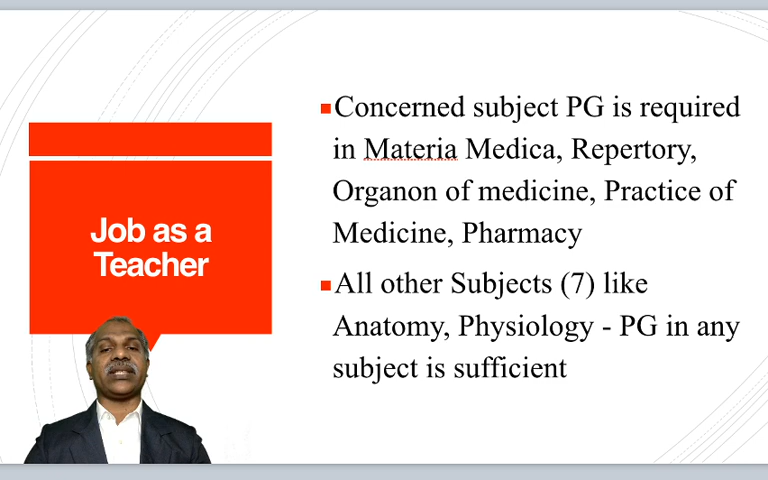 Job as a
Teacher
Concerned subject PG is required
in Materia Medica, Repertory,
Organon of medicine, Practice of
Medicine, Pharmacy
All other Subjects (7) like
Anatomy, Physiology - PG in any
subject is sufficient